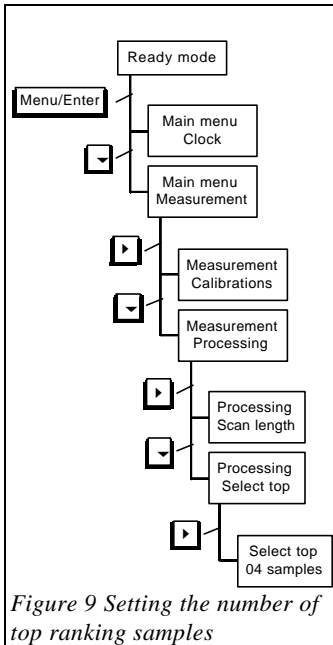 Ready mode
Menu/Enter
Main menu
Clock
Main menu
Measurement
Measurement
Calibrations
Measurement
Processing
Processing
Scan length
Processing
Select top
Select top
04 samples
Figure 9 Setting the number of
top ranking samples